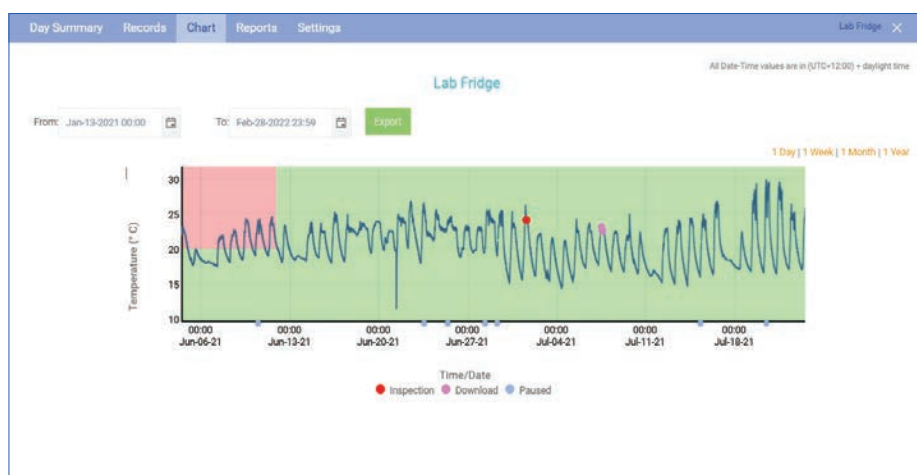 Day Summary Records Chart Reports Settings Lab Fridge ×
All Date-Time values are in (UTC+12:00) + daylight time
Lab Fridge
From: Jan-13-2021 00:00 To: Feb-28-2022 23:59 Export
1 Day | 1 Week | 1 Month | 1 Year
Temperature (° C)
30
25
20
15
10
00:00 00:00 00:00 00:00 00:00 00:00 00:00
Jun-06-21 Jun-13-21 Jun-20-21 Jun-27-21 Jul-04-21 Jul-11-21 Jul-18-21
Time/Date
Inspection Download Paused